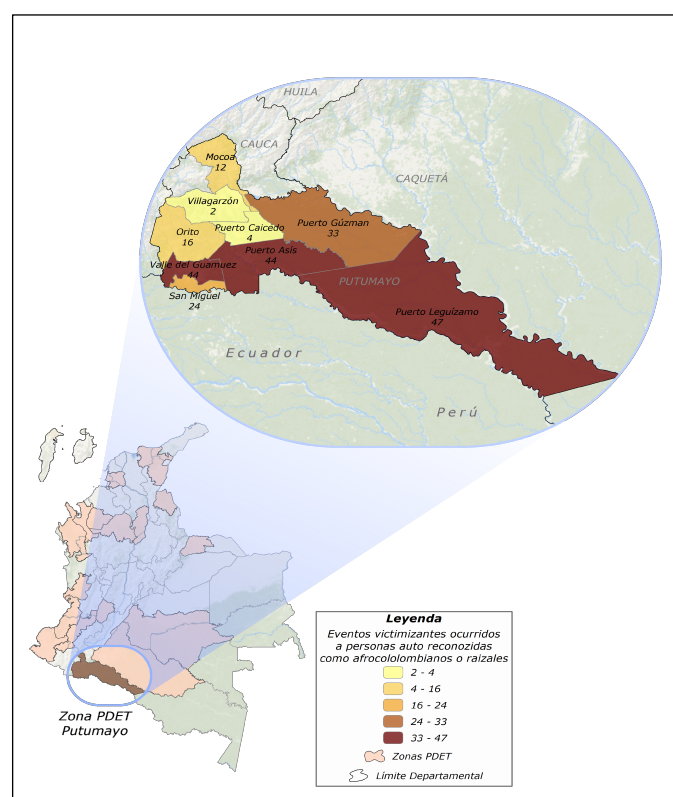 HUILA
CAUCA
Mocoa
12
CAQUETÁ
Villagarzón
2
Puerto Caicedo
4
Puerto Gúzman
33
Orito
16
Puerto Asís
44
Valle del Guamuez
44
PUTUMAYO
San Miguel
24
Puerto Leguízamo
47
Ecuador
Perú
Zona PDET
Putumayo
Leyenda
Eventos victimizantes ocurridos
a personas auto reconozidas
como afrocololombianos o raizales
2 - 4
4 - 16
16 - 24
24 - 33
33 - 47
Zonas PDET
Límite Departamental